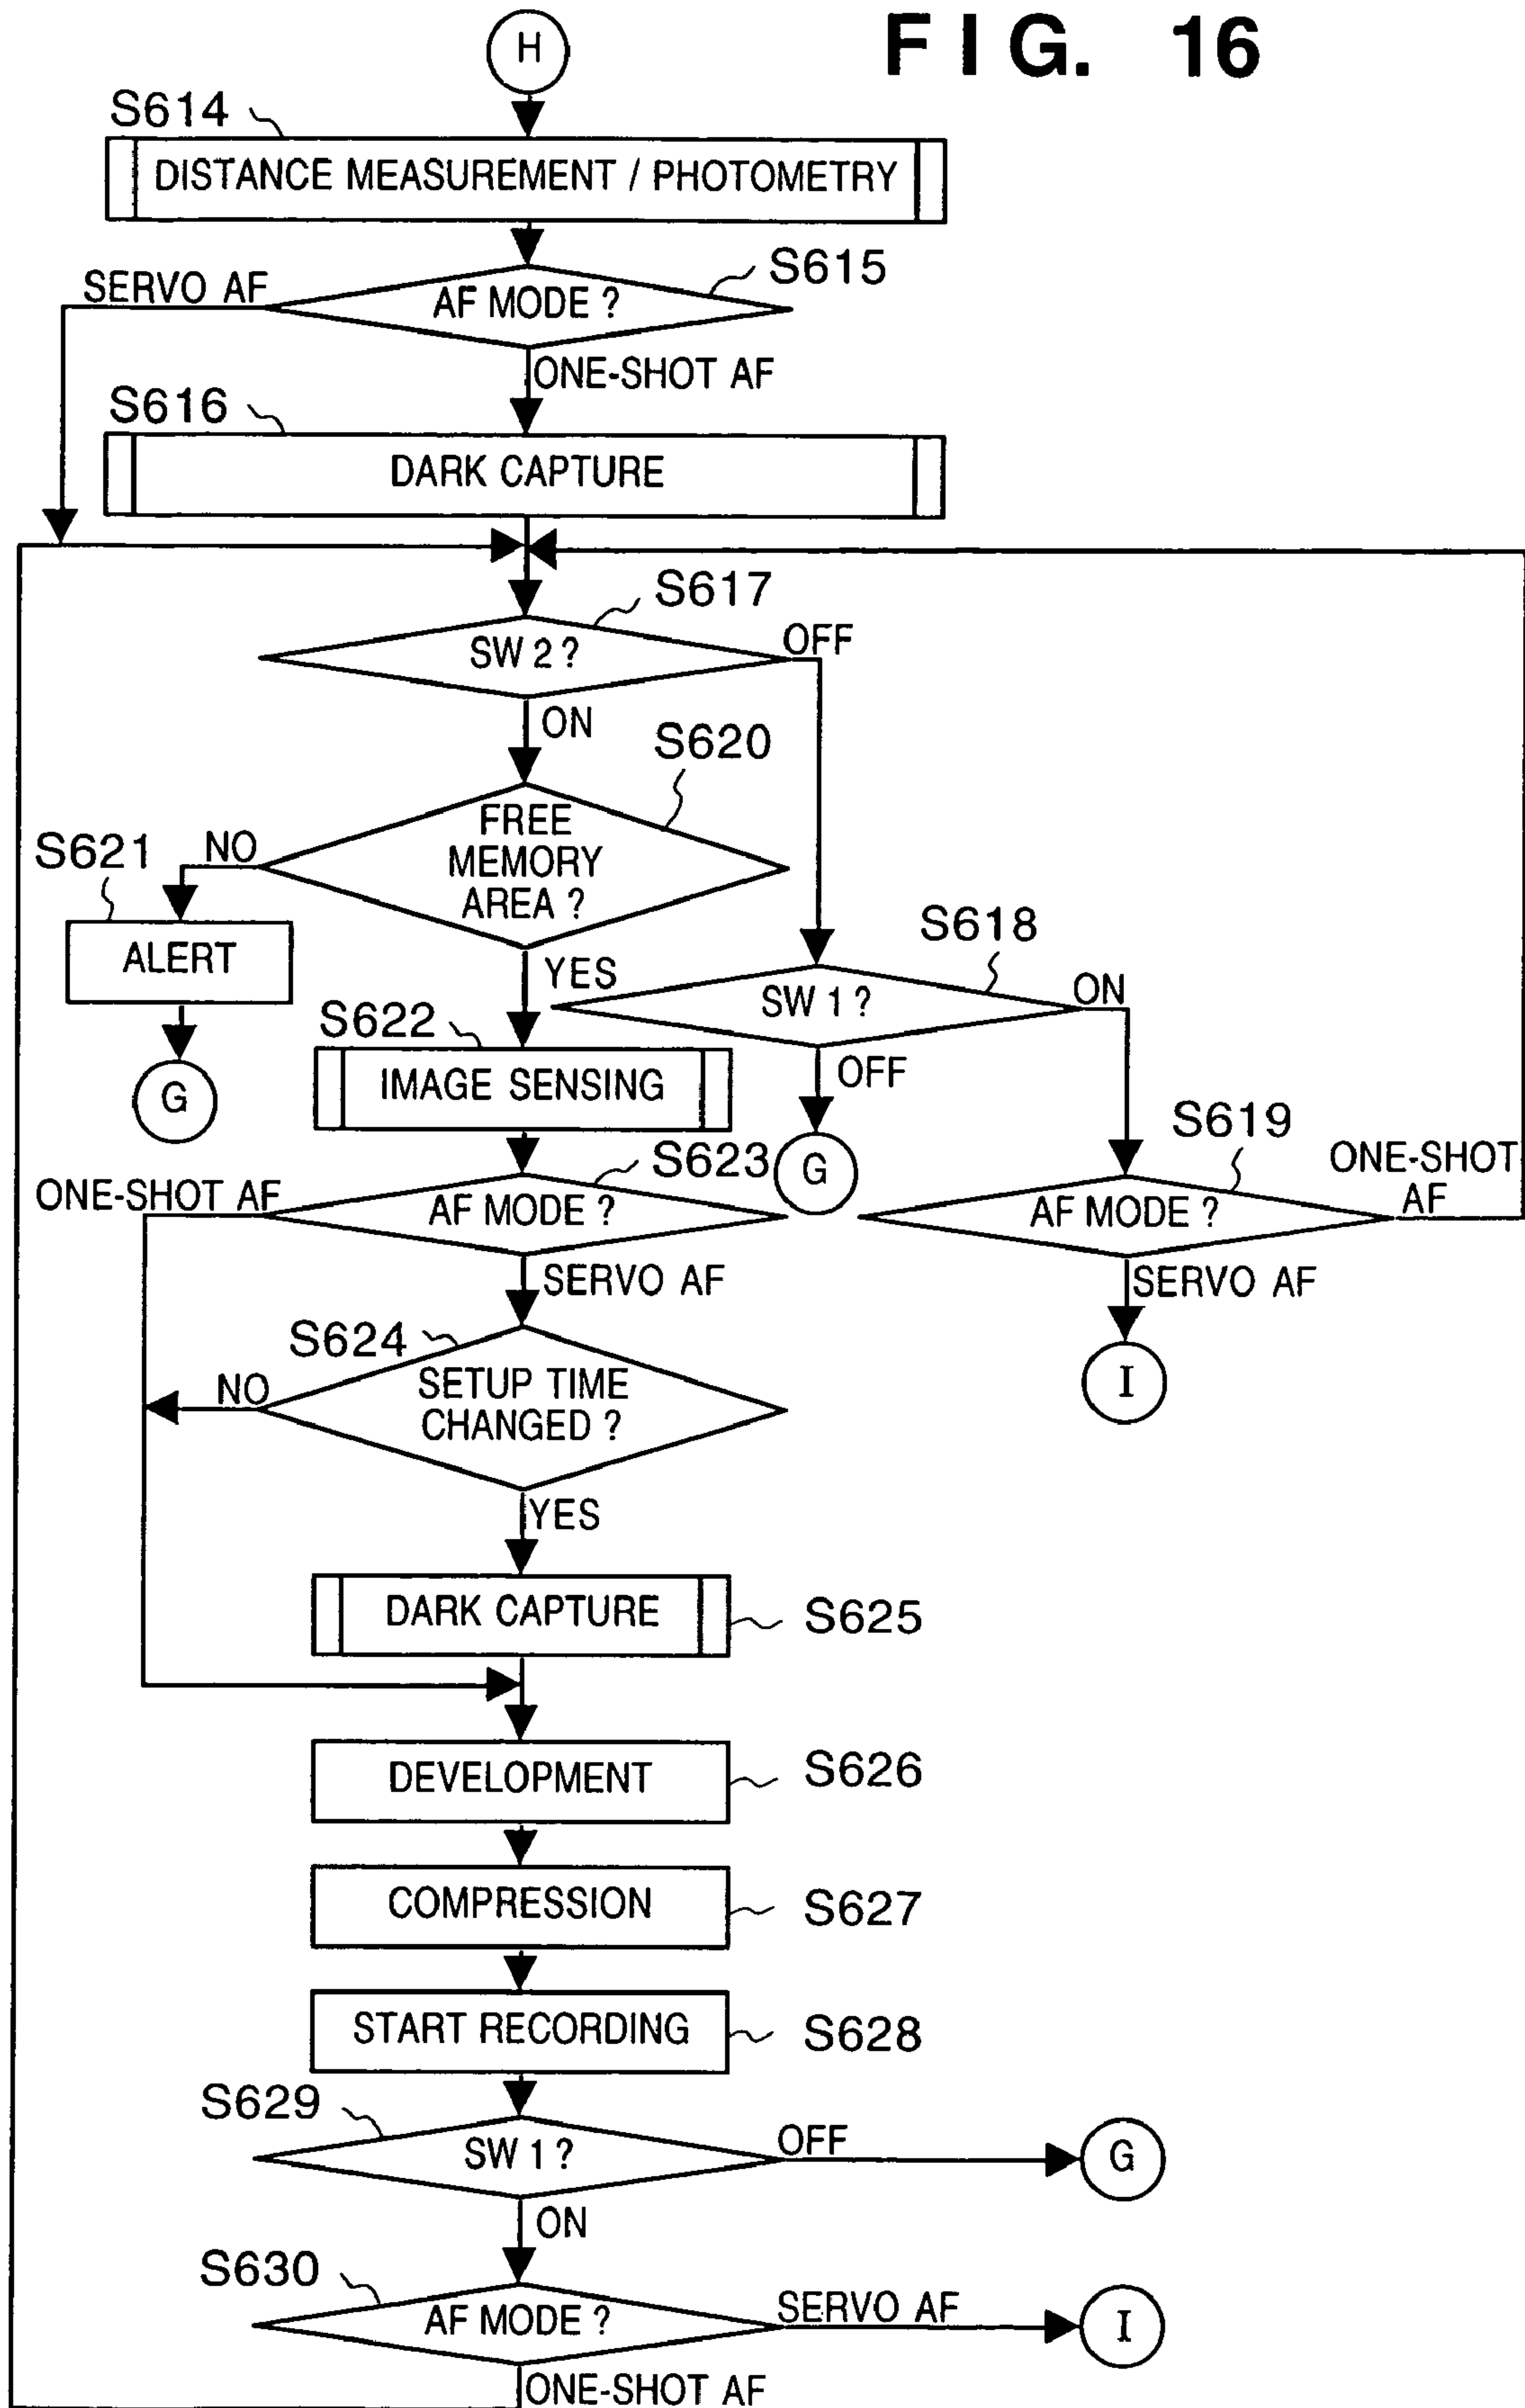 FIG. 16
H
S614
DISTANCE MEASUREMENT / PHOTOMETRY
S615
SERVO AF
AF MODE ?
ONE-SHOT AF
S616
DARK CAPTURE
S617
SW 2 ?
OFF
ON
S620
FREE
MEMORY
AREA ?
NO
S621
ALERT
YES
G
S618
SW 1 ?
ON
OFF
G
S622
IMAGE SENSING
S619
ONE-SHOT
AF
AF MODE ?
SERVO AF
I
S623
ONE-SHOT AF
AF MODE ?
SERVO AF
S624
NO
SETUP TIME
CHANGED ?
YES
DARK CAPTURE
S625
DEVELOPMENT
S626
COMPRESSION
S627
START RECORDING
S628
S629
SW 1 ?
OFF
G
ON
S630
AF MODE ?
SERVO AF
I
ONE-SHOT AF